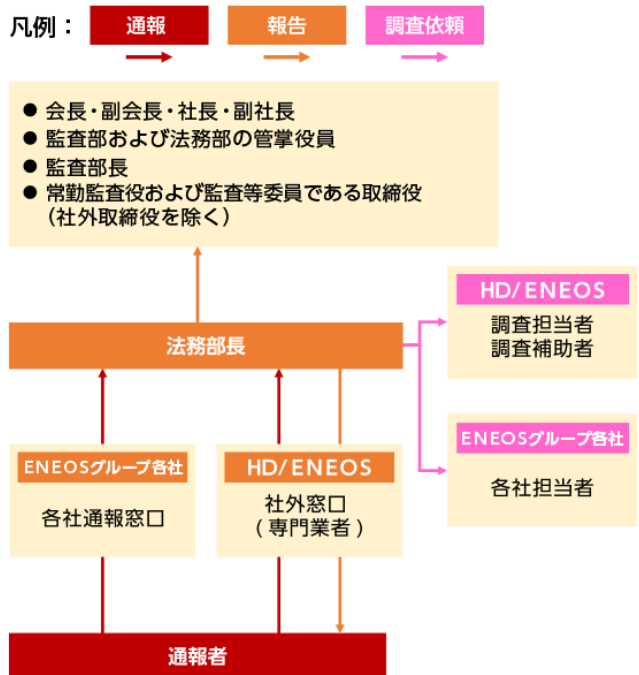 凡例：
通報
報告
調査依頼
● 会長・副会長・社長・副社長
● 監査部および法務部の管掌役員
● 監査部長
● 常勤監査役および監査等委員である取締役
（社外取締役を除く）
法務部長
HD/ENEOS
調査担当者
調査補助者
ENEOSグループ各社
各社担当者
ENEOSグループ各社
各社通報窓口
HD/ENEOS
社外窓口
（専門業者）
通報者